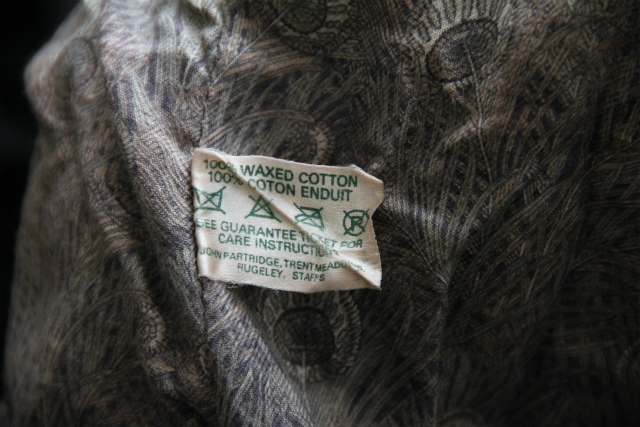 100% WAXED COTTON
100% COTON ENDUIT
P
SEE GUARANTEE TICKET FOR
CARE INSTRUCTIONS
JOHN PARTRIDGE, TRENT MEADOWS,
RUGELEY, STAFFS